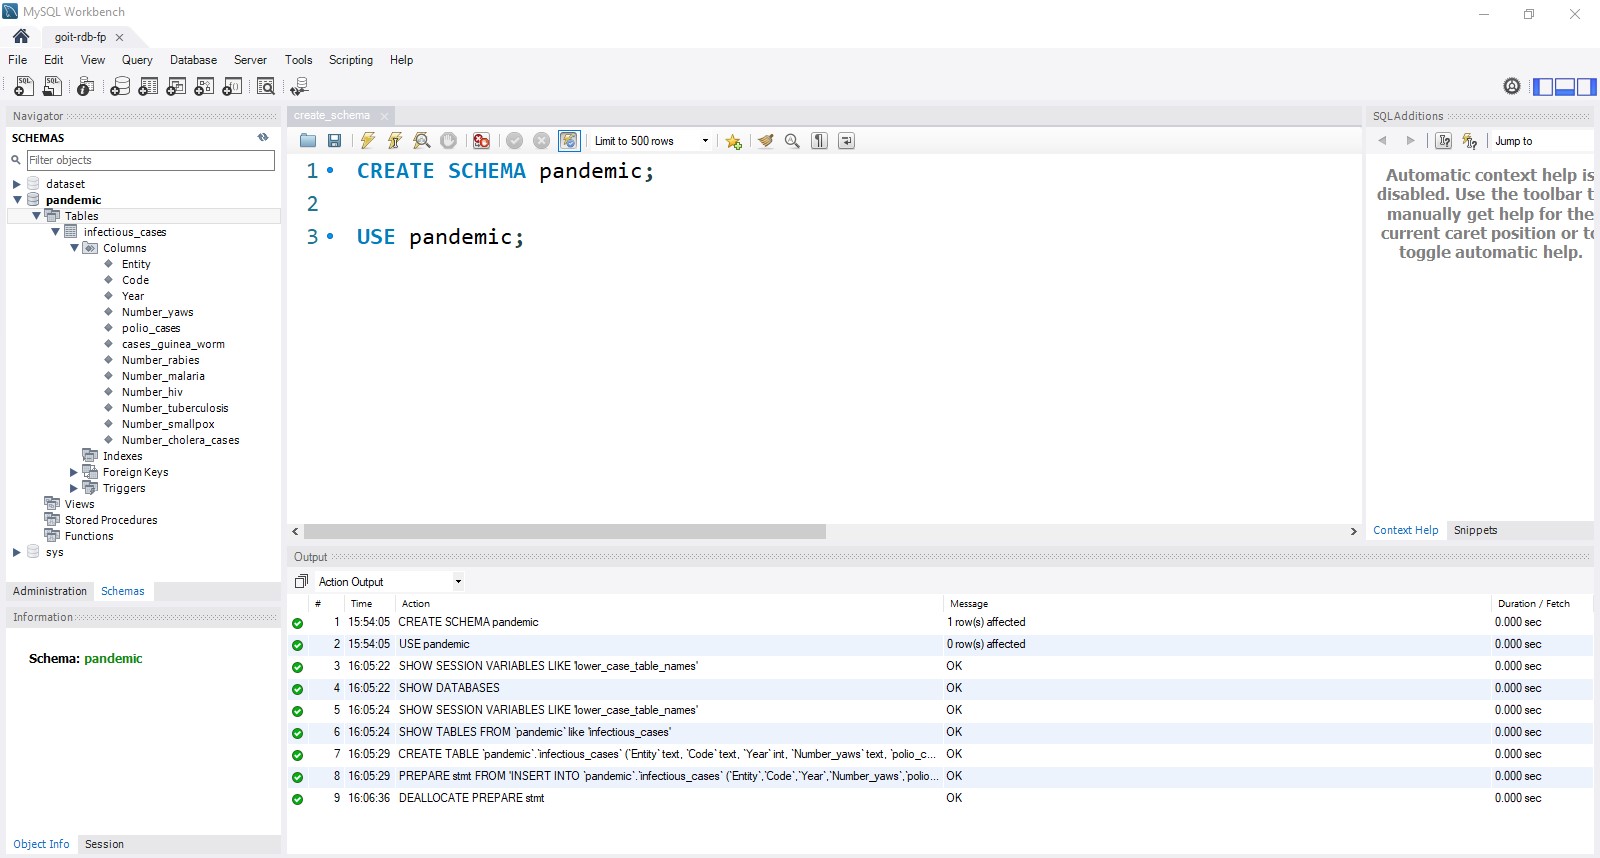 MySQL Workbench
goit-rdb-fp
File Edit View Query Database Server Tools Scripting Help
Navigator
SCHEMAS
Filter objects
dataset
pandemic
Tables
infectious_cases
Columns
Entity
Code
Year
Number_yaws
polio_cases
cases_guinea_worm
Number_rabies
Number_malaria
Number_hiv
Number_tuberculosis
Number_smallpox
Number_cholera_cases
Indexes
Foreign Keys
Triggers
Views
Stored Procedures
Functions
sys
Administration Schemas
Information
Schema: pandemic
Object Info Session
create_schema
Limit to 500 rows
1 CREATE SCHEMA pandemic;
2
3 USE pandemic;
SQLAdditions
Jump to
Automatic context help is
disabled. Use the toolbar t
manually get help for the
current caret position or to
toggle automatic help.
Context Help Snippets
Output
Action Output
# Time Action Message Duration / Fetch
1 15:54:05 CREATE SCHEMA pandemic 1 row(s) affected 0.000 sec
2 15:54:05 USE pandemic 0 row(s) affected 0.000 sec
3 16:05:22 SHOW SESSION VARIABLES LIKE 'lower_case_table_names' OK 0.000 sec
4 16:05:22 SHOW DATABASES OK 0.000 sec
5 16:05:24 SHOW SESSION VARIABLES LIKE 'lower_case_table_names' OK 0.000 sec
6 16:05:24 SHOW TABLES FROM `pandemic` like 'infectious_cases' OK 0.000 sec
7 16:05:29 CREATE TABLE `pandemic`.`infectious_cases` (`Entity` text, `Code` text, `Year` int, `Number_yaws` text, `polio_c... OK 0.000 sec
8 16:05:29 PREPARE stmt FROM 'INSERT INTO `pandemic`.`infectious_cases` (`Entity`,`Code`,`Year`,`Number_yaws`,`polio... OK 0.000 sec
9 16:06:36 DEALLOCATE PREPARE stmt OK 0.000 sec